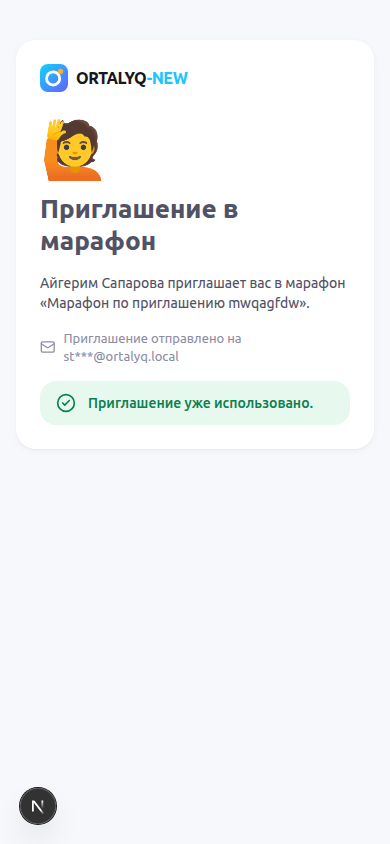 ORTALYQ-NEW
Приглашение в
марафон
Айгерим Сапарова приглашает вас в марафон
«Марафон по приглашению mwqagfdw».
Приглашение отправлено на
st***@ortalyq.local
Приглашение уже использовано.
N